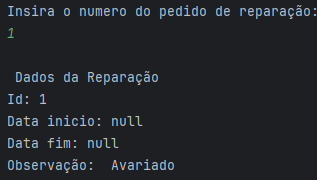 Insira o numero do pedido de reparação:
1
Dados da Reparação
Id: 1
Data inicio: null
Data fim: null
Observação:  Avariado